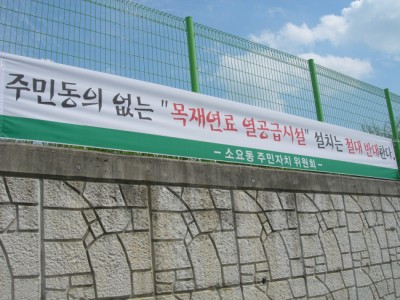 주민동의 없는 "목재연료 열공급시설" 설치는 절대 반대한다.
- 소요동 주민자치 위원회 -